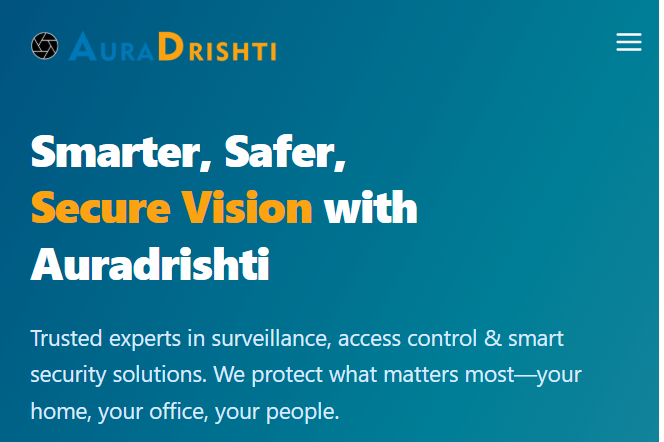 AuraDrishti
Smarter, Safer,
Secure Vision with
Auradrishti
Trusted experts in surveillance, access control & smart
security solutions. We protect what matters most—your
home, your office, your people.